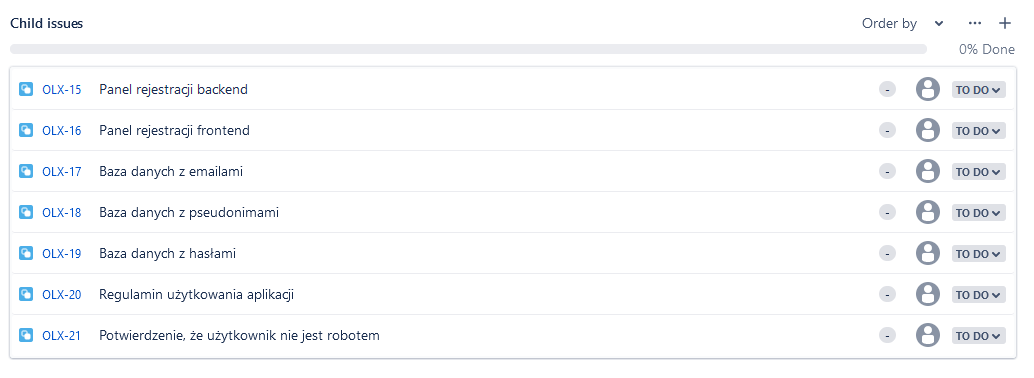 Child issues Order by
0% Done
OLX-15 Panel rejestracji backend - TO DO
OLX-16 Panel rejestracji frontend - TO DO
OLX-17 Baza danych z emailami - TO DO
OLX-18 Baza danych z pseudonimami - TO DO
OLX-19 Baza danych z hasłami - TO DO
OLX-20 Regulamin użytkowania aplikacji - TO DO
OLX-21 Potwierdzenie, że użytkownik nie jest robotem - TO DO